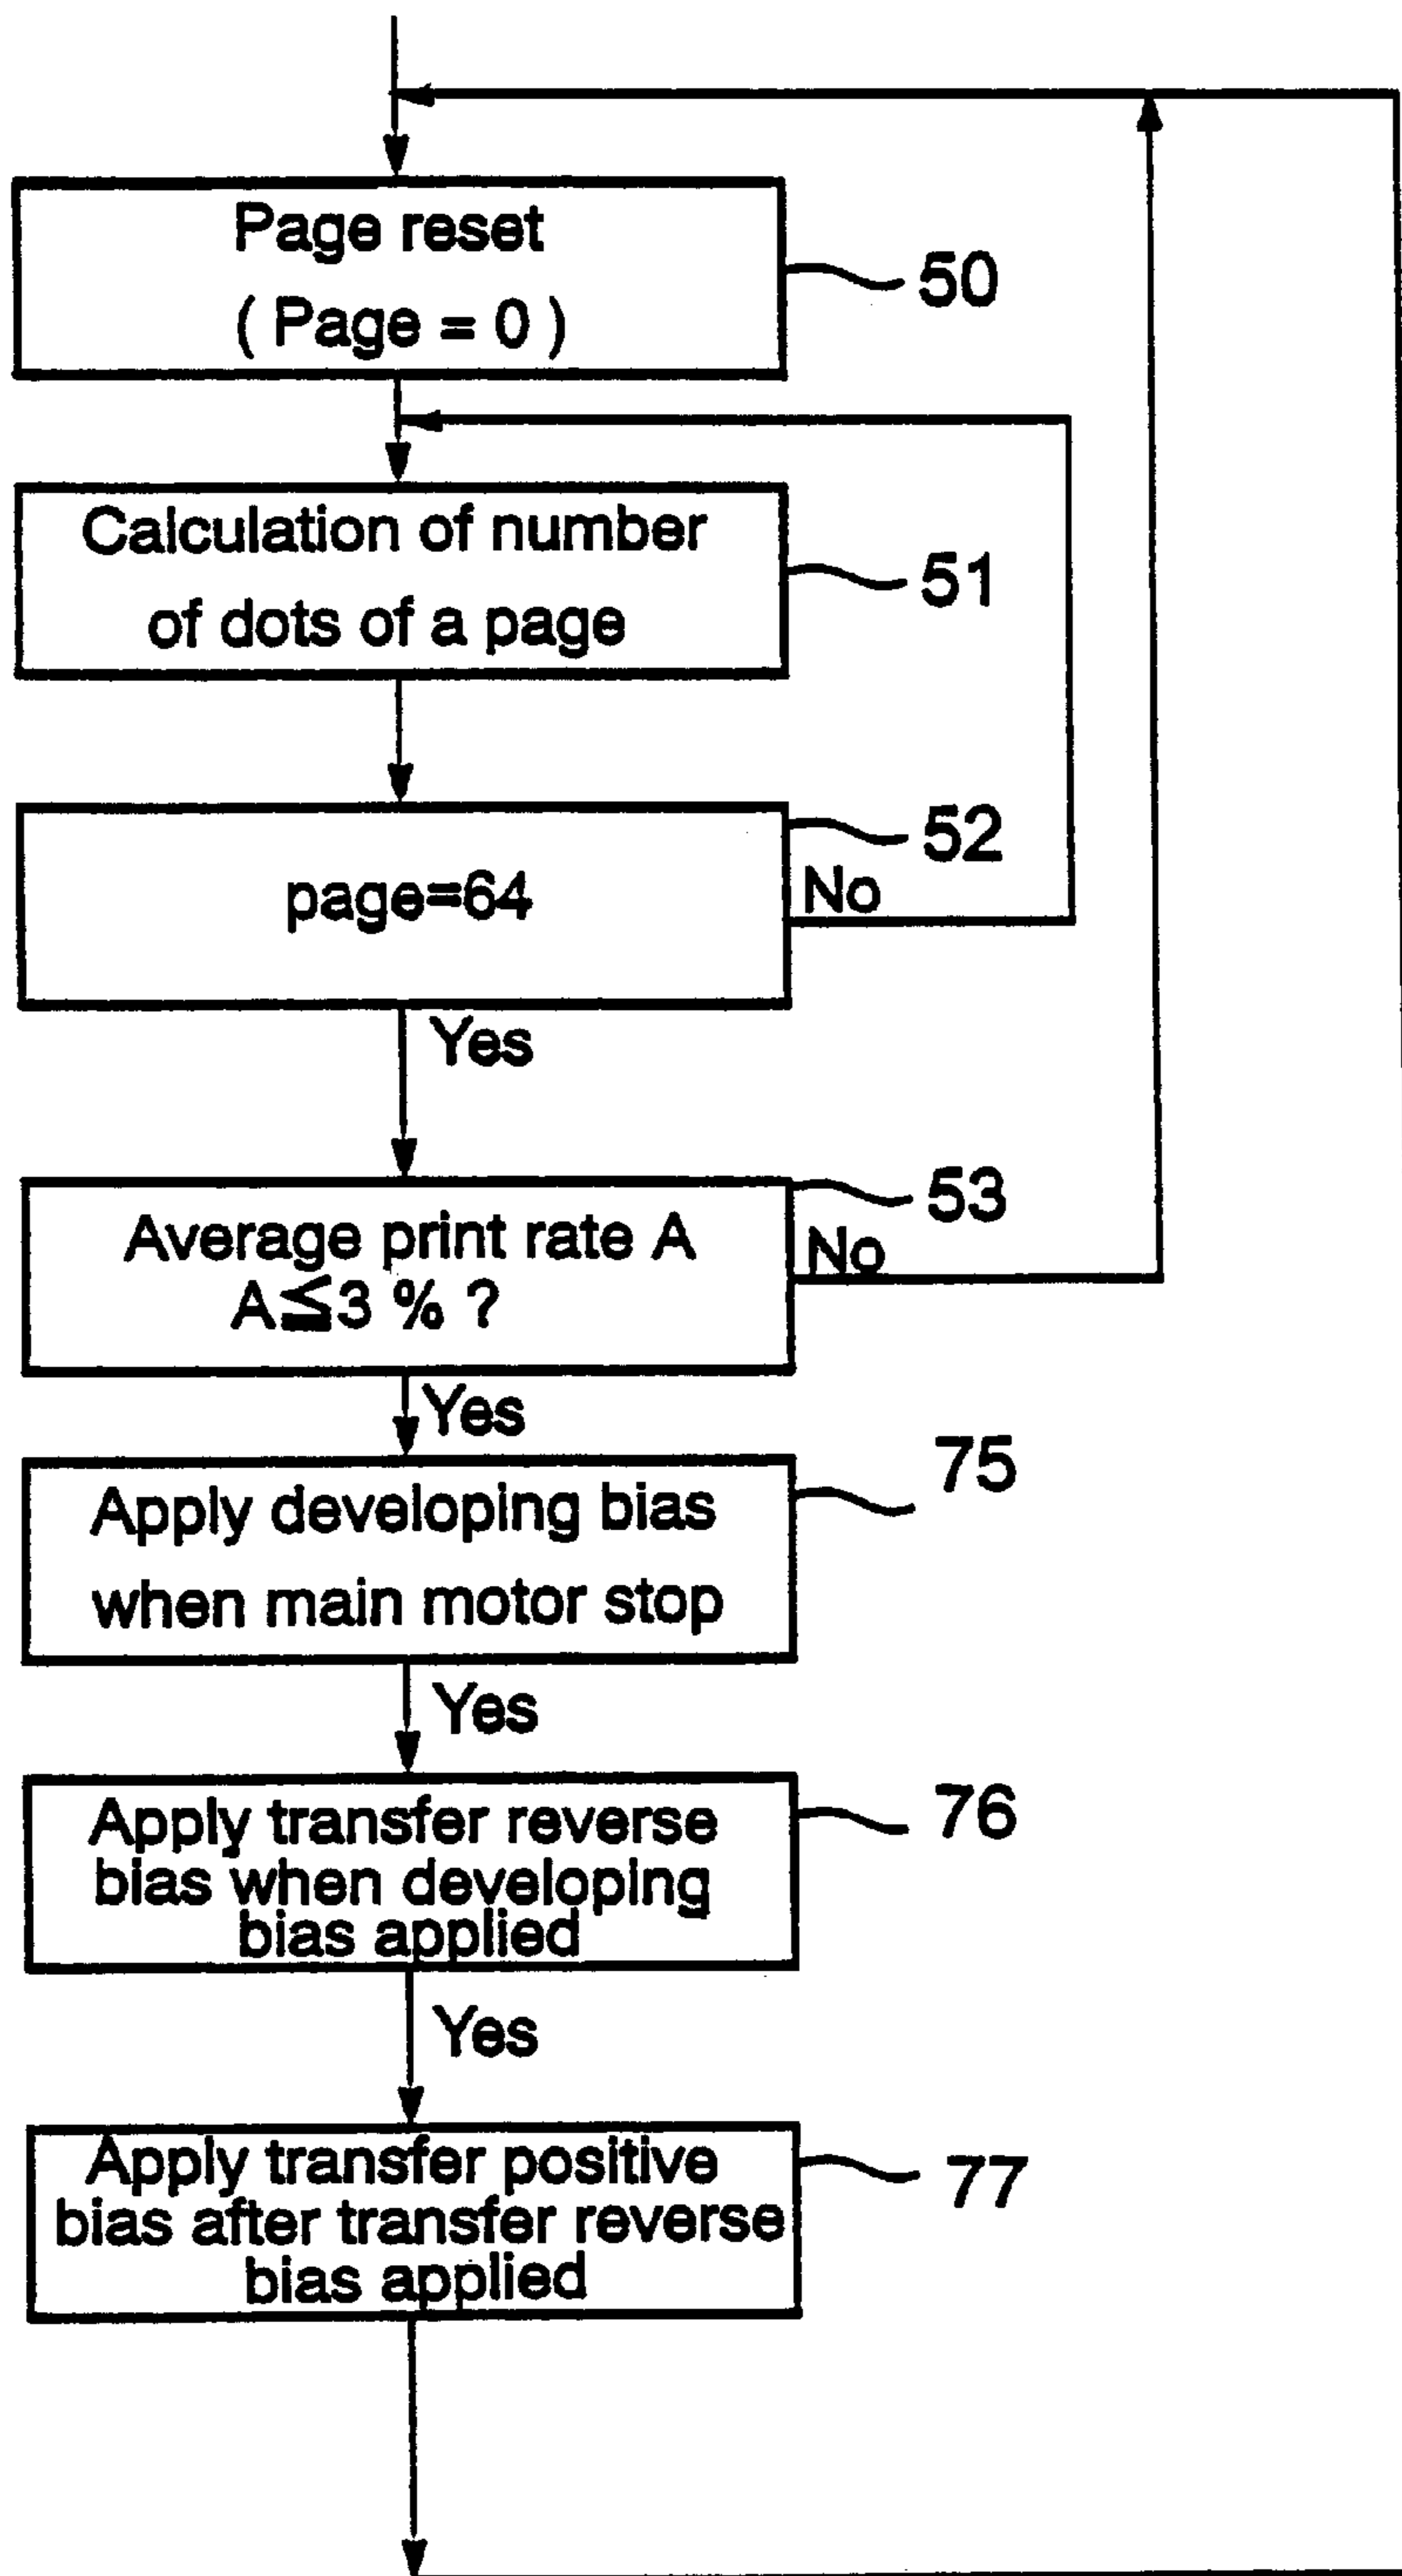 Page reset
( Page = 0 )
50
Calculation of number
of dots of a page
51
page=64
52
No
Yes
Average print rate A
A≦3 % ?
53
No
Yes
Apply developing bias
when main motor stop
75
Yes
Apply transfer reverse
bias when developing
bias applied
76
Yes
Apply transfer positive
bias after transfer reverse
bias applied
77